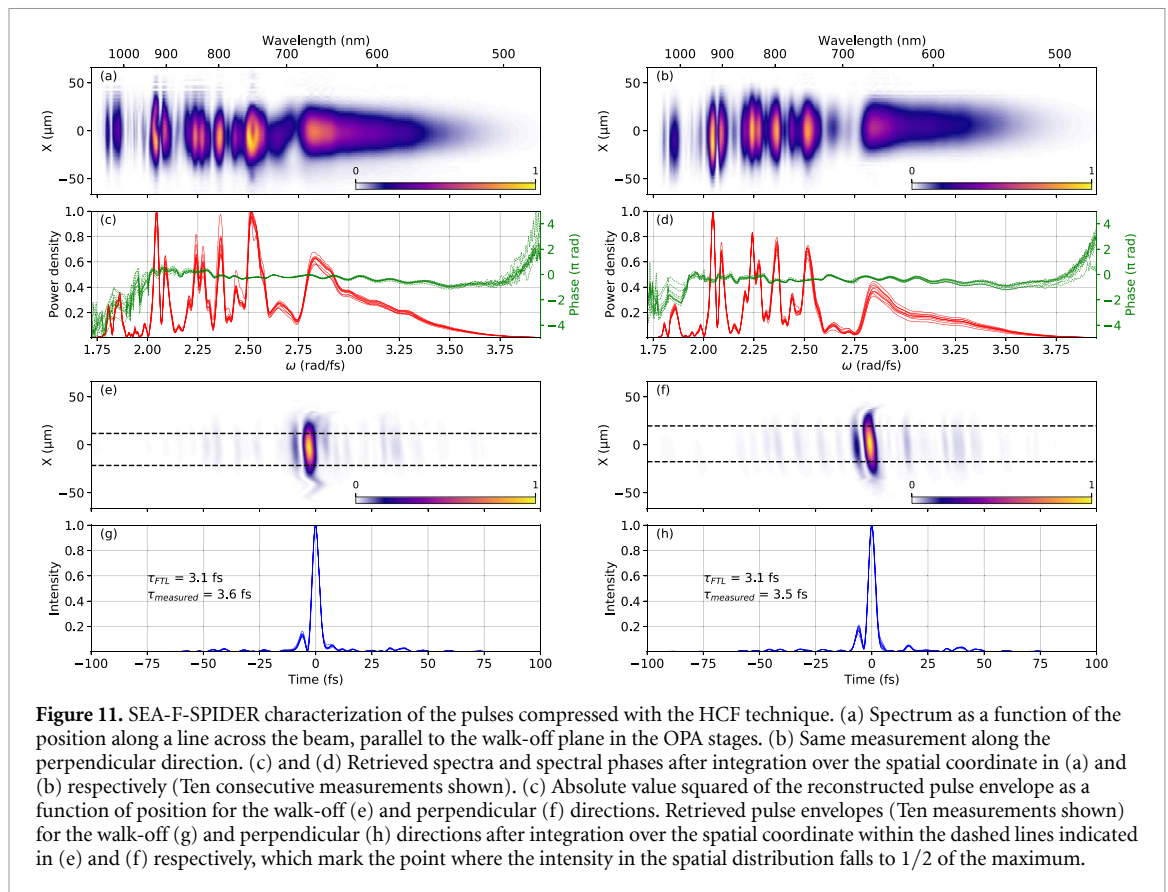 Wavelength (nm)
1000 900 800 700 600 500
(a)
X (μm)
50
0
−50
0 1
Wavelength (nm)
1000 900 800 700 600 500
(b)
X (μm)
50
0
−50
0 1
(c)
Power density
1.0
0.8
0.6
0.4
0.2
Phase (π rad)
4
2
0
−2
−4
1.75 2.00 2.25 2.50 2.75 3.00 3.25 3.50 3.75
ω (rad/fs)
(d)
Power density
1.0
0.8
0.6
0.4
0.2
Phase (π rad)
4
2
0
−2
−4
1.75 2.00 2.25 2.50 2.75 3.00 3.25 3.50 3.75
ω (rad/fs)
(e)
X (μm)
50
0
−50
0 1
(f)
X (μm)
50
0
−50
0 1
(g)
Intensity
1.0
0.8
0.6
0.4
0.2
τFTL = 3.1 fs
τmeasured = 3.6 fs
−100 −75 −50 −25 0 25 50 75 100
Time (fs)
(h)
Intensity
1.0
0.8
0.6
0.4
0.2
τFTL = 3.1 fs
τmeasured = 3.5 fs
−100 −75 −50 −25 0 25 50 75 100
Time (fs)
Figure 11. SEA-F-SPIDER characterization of the pulses compressed with the HCF technique. (a) Spectrum as a function of the
position along a line across the beam, parallel to the walk-off plane in the OPA stages. (b) Same measurement along the
perpendicular direction. (c) and (d) Retrieved spectra and spectral phases after integration over the spatial coordinate in (a) and
(b) respectively (Ten consecutive measurements shown). (c) Absolute value squared of the reconstructed pulse envelope as a
function of position for the walk-off (e) and perpendicular (f) directions. Retrieved pulse envelopes (Ten measurements shown)
for the walk-off (g) and perpendicular (h) directions after integration over the spatial coordinate within the dashed lines indicated
in (e) and (f) respectively, which mark the point where the intensity in the spatial distribution falls to 1/2 of the maximum.